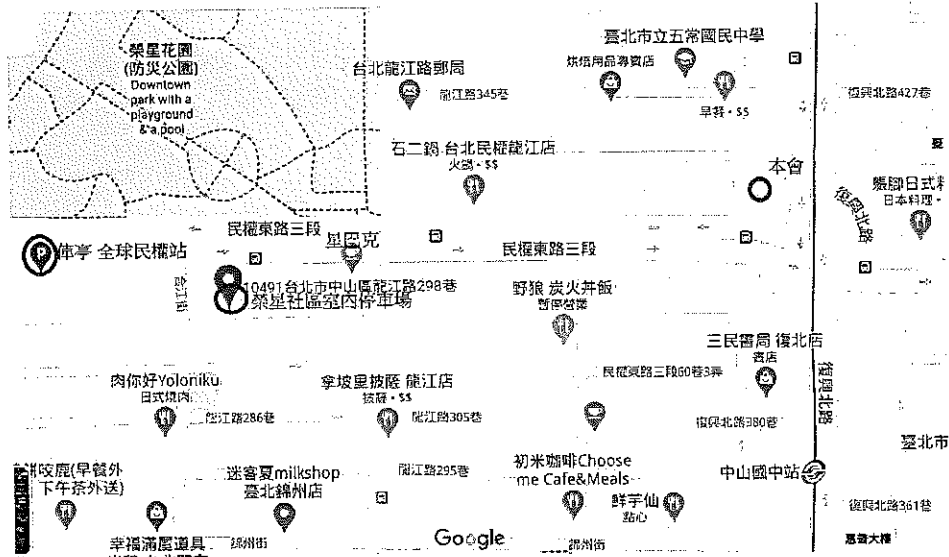 榮星花園
(防災公園)
Downtown
park with a
playground
& a pool
臺北市立五常國民中學
台北龍江路郵局
龍江路345巷
烘焙用品專賣店
早餐・$$
復興北路427巷
石二鍋 台北民權龍江店
火鍋・$$
本會
日本料理・
復興北路
民權東路三段
星巴克
民權東路三段
俥亭 全球民權站
合江街
10491台北市中山區龍江路298巷
榮星社區室內停車場
野狼 炭火丼飯
暫停營業
三民書局 復北店
書店
肉你好Yoloniku
日式燒肉
拿坡里披薩 龍江店
披薩・$$
民權東路三段60巷3弄
復興北路
龍江路286巷
龍江路305巷
復興北路380巷
臺北市
咬鹿(早餐外
下午茶外送)
迷客夏milkshop
臺北錦州店
龍江路295巷
初米咖啡Choose
me Cafe&Meals
中山國中站
鮮芋仙
點心
復興北路361巷
幸福滿屋道具
錦州街
Google
錦州街